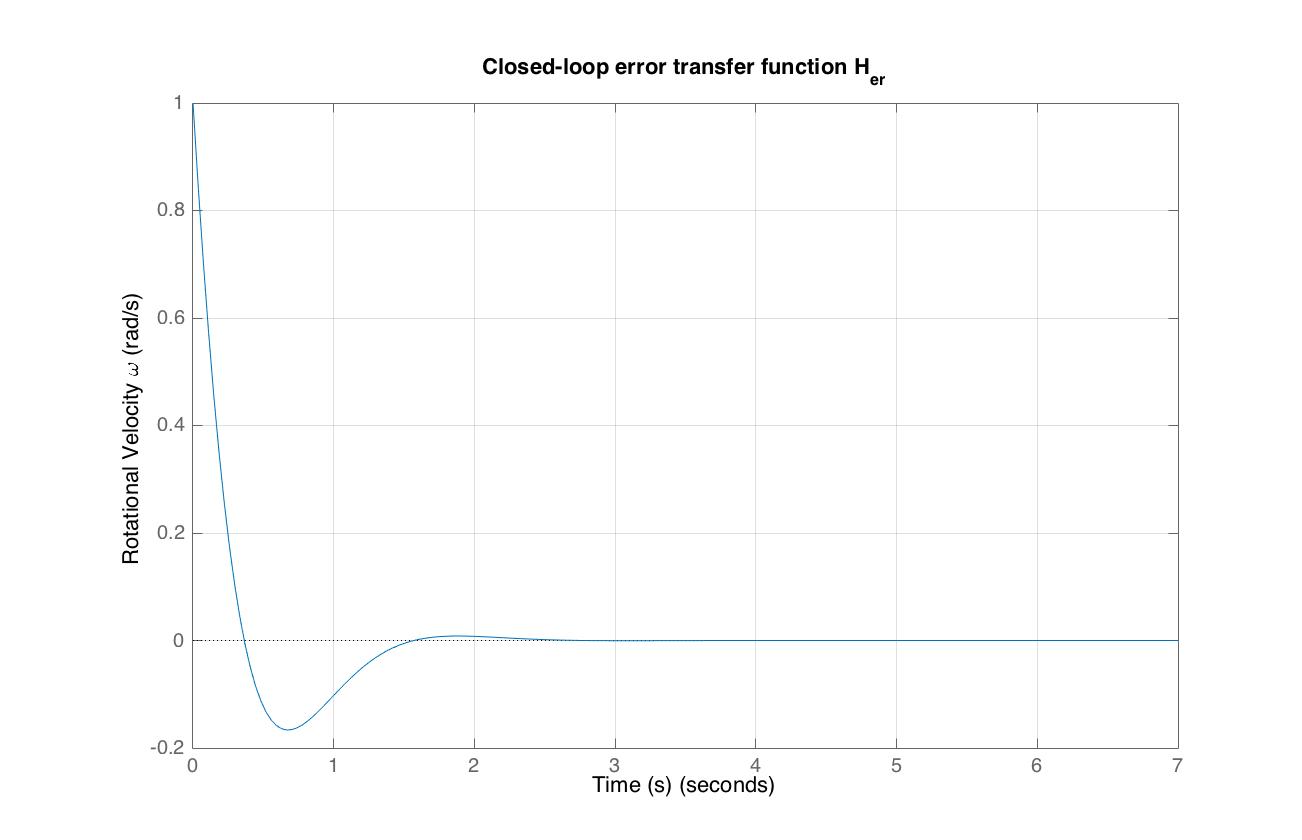 Closed-loop error transfer function H_er
Rotational Velocity ω (rad/s)
1
0.8
0.6
0.4
0.2
0
-0.2
0 1 2 3 4 5 6 7
Time (s) (seconds)